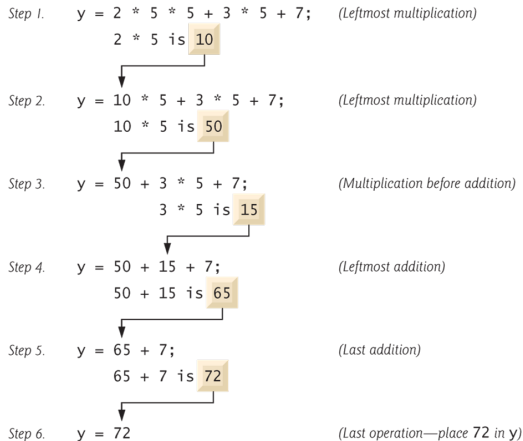 Step 1. y = 2 * 5 * 5 + 3 * 5 + 7; (Leftmost multiplication)
2 * 5 is 10
Step 2. y = 10 * 5 + 3 * 5 + 7; (Leftmost multiplication)
10 * 5 is 50
Step 3. y = 50 + 3 * 5 + 7; (Multiplication before addition)
3 * 5 is 15
Step 4. y = 50 + 15 + 7; (Leftmost addition)
50 + 15 is 65
Step 5. y = 65 + 7; (Last addition)
65 + 7 is 72
Step 6. y = 72 (Last operation—place 72 in y)